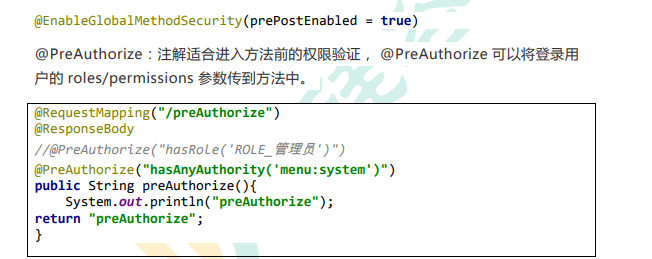 @EnableGlobalMethodSecurity(prePostEnabled = true)
@PreAuthorize：注解适合进入方法前的权限验证， @PreAuthorize 可以将登录用
户的 roles/permissions 参数传到方法中。
@RequestMapping("/preAuthorize")
@ResponseBody
//@PreAuthorize("hasRole('ROLE_管理员')")
@PreAuthorize("hasAnyAuthority('menu:system')")
public String preAuthorize(){
System.out.println("preAuthorize");
return "preAuthorize";
}